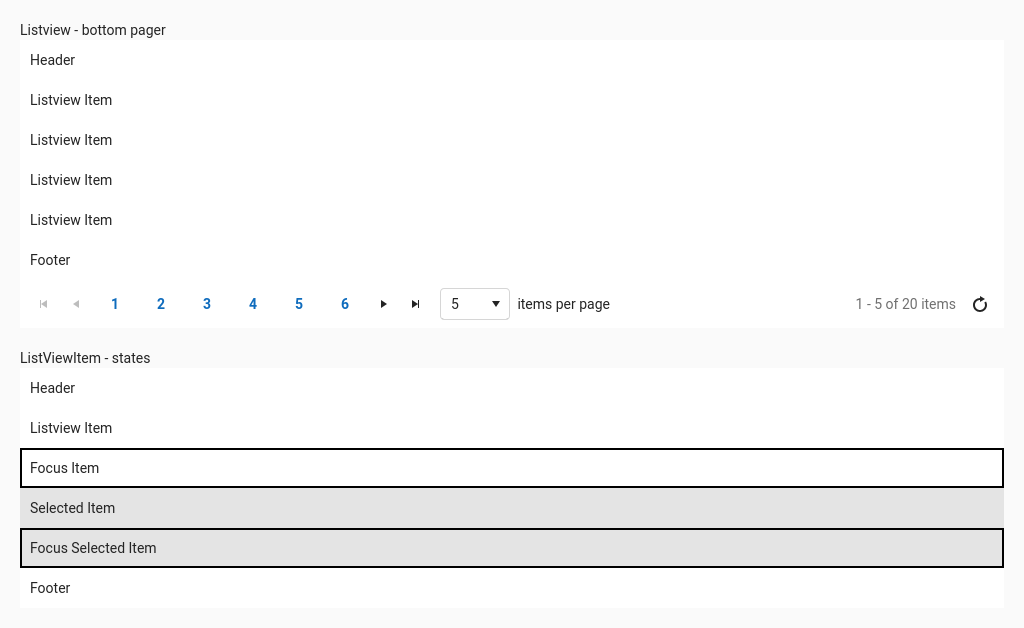 Listview - bottom pager
Header
Listview Item
Listview Item
Listview Item
Listview Item
Footer
1 2 3 4 5 6 5 items per page 1 - 5 of 20 items
ListViewItem - states
Header
Listview Item
Focus Item
Selected Item
Focus Selected Item
Footer